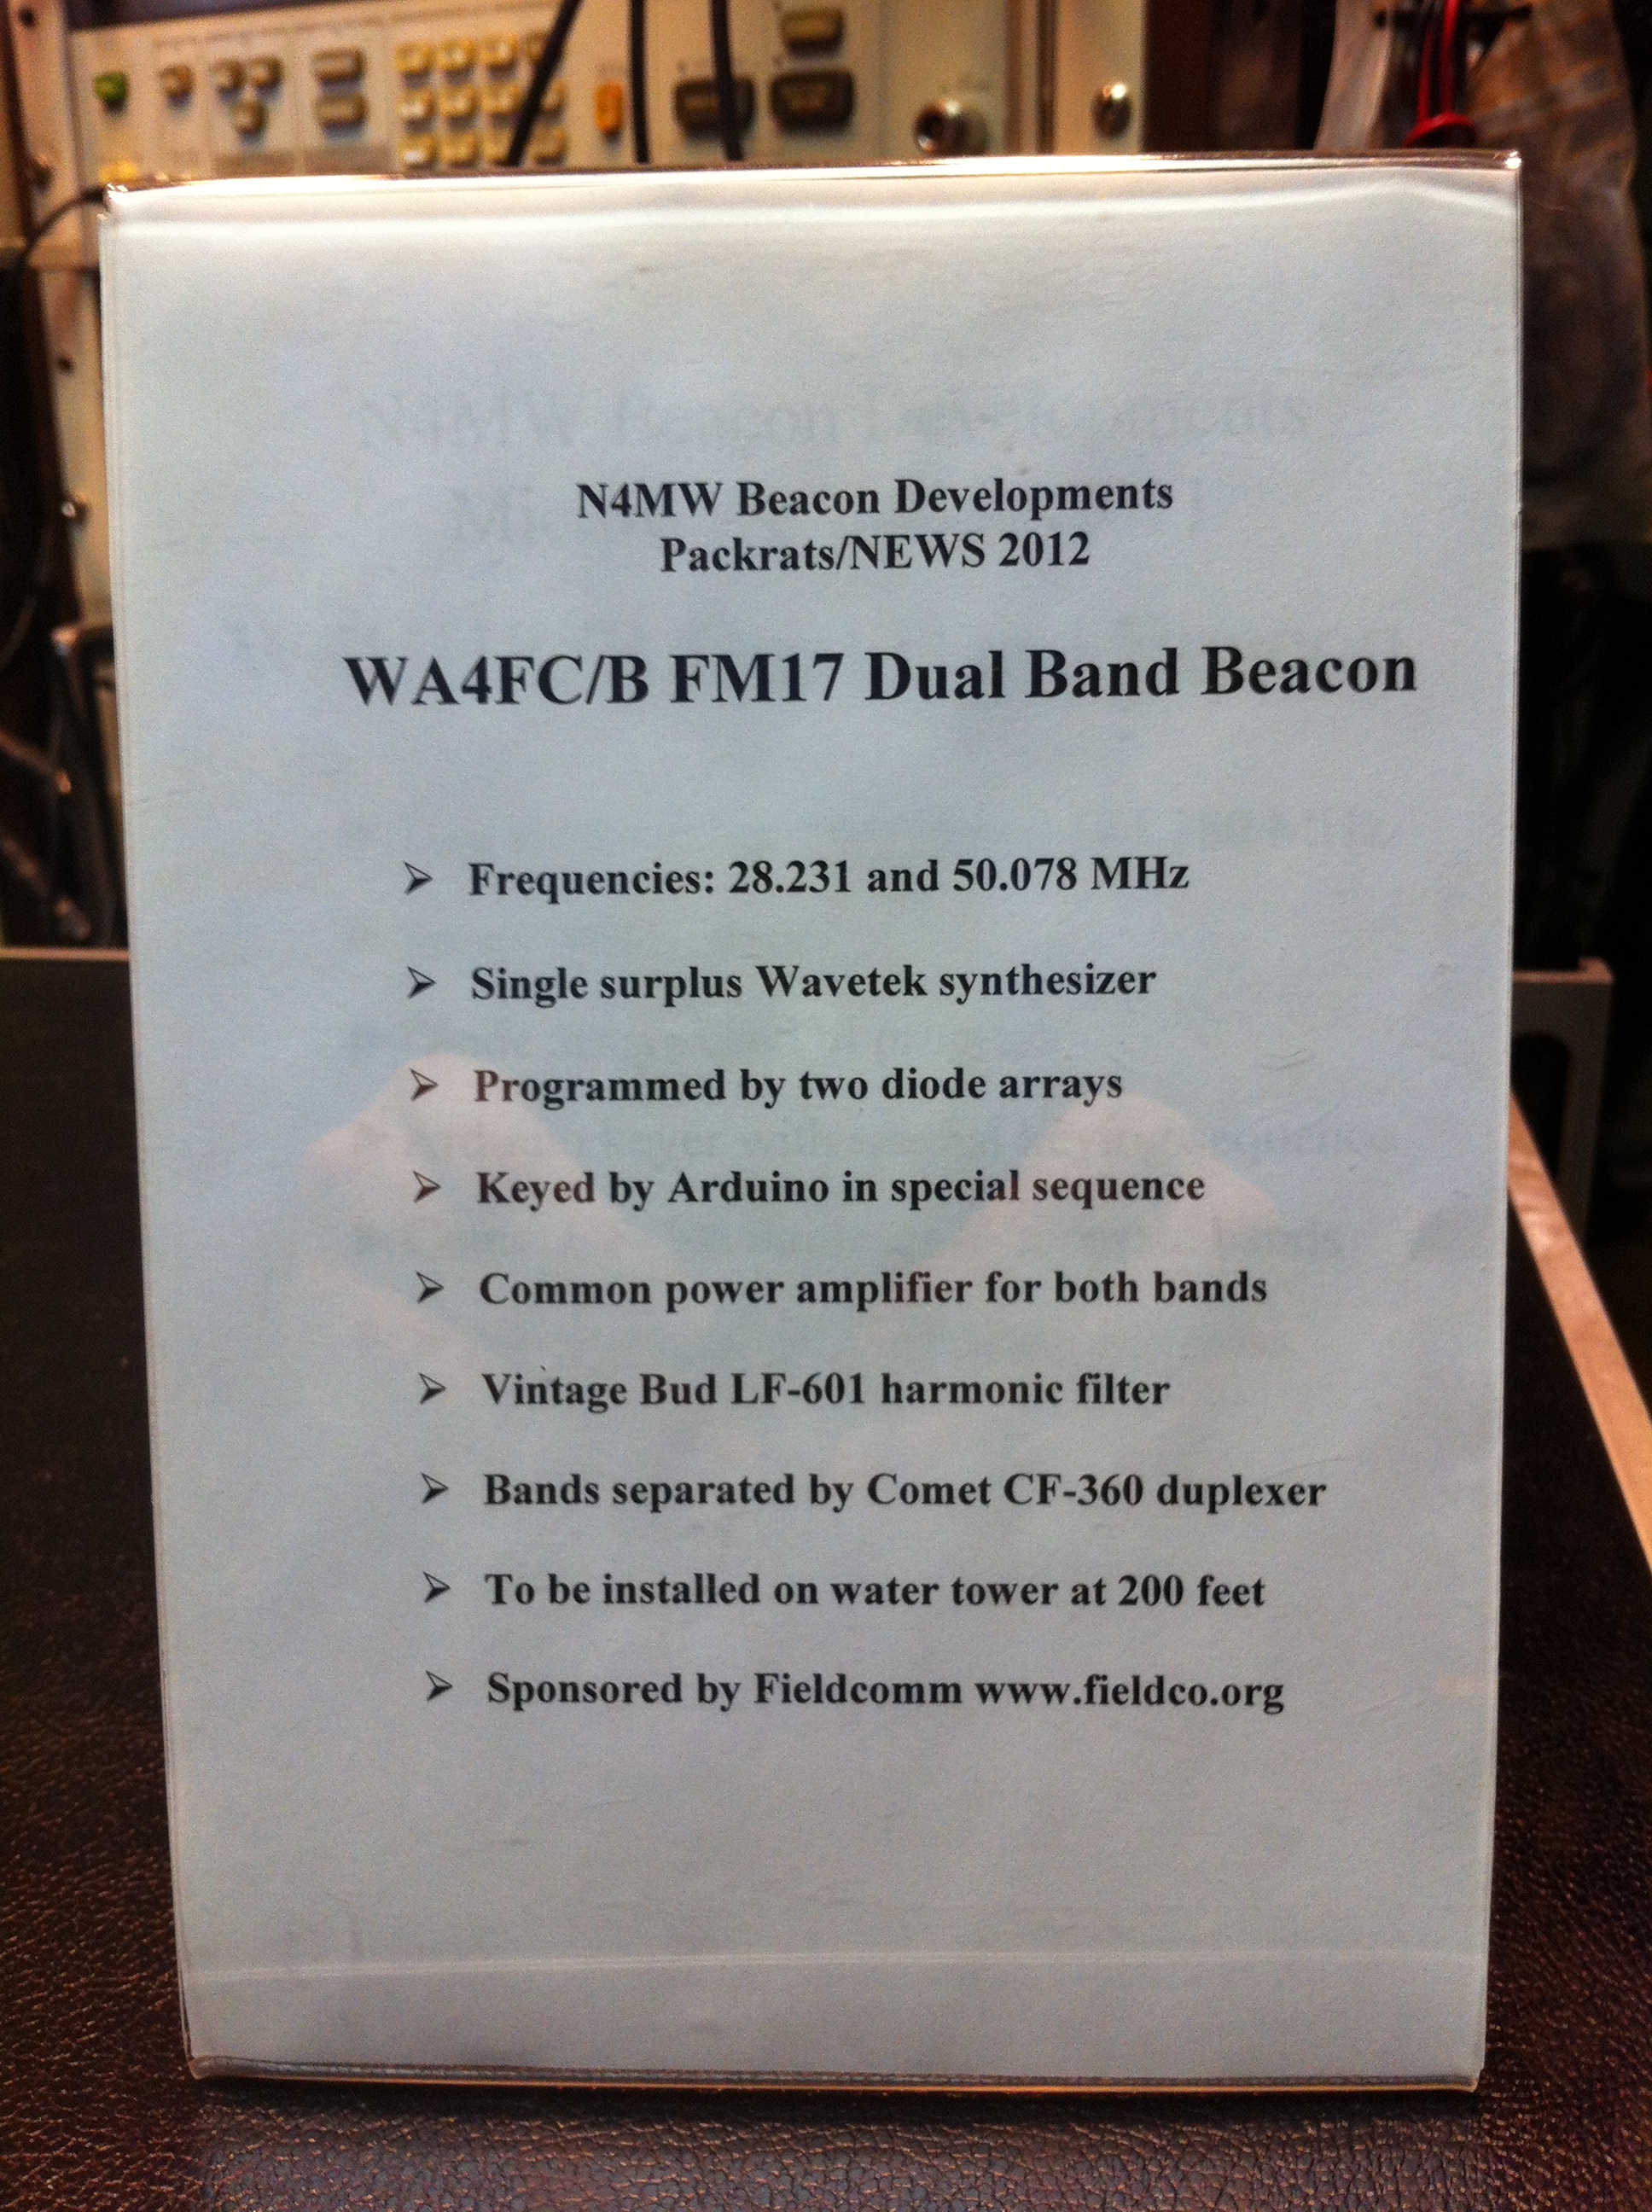 N4MW Beacon Developments
Packrats/NEWS 2012
WA4FC/B FM17 Dual Band Beacon
➢ Frequencies: 28.231 and 50.078 MHz
➢ Single surplus Wavetek synthesizer
➢ Programmed by two diode arrays
➢ Keyed by Arduino in special sequence
➢ Common power amplifier for both bands
➢ Vintage Bud LF-601 harmonic filter
➢ Bands separated by Comet CF-360 duplexer
➢ To be installed on water tower at 200 feet
➢ Sponsored by Fieldcomm www.fieldco.org